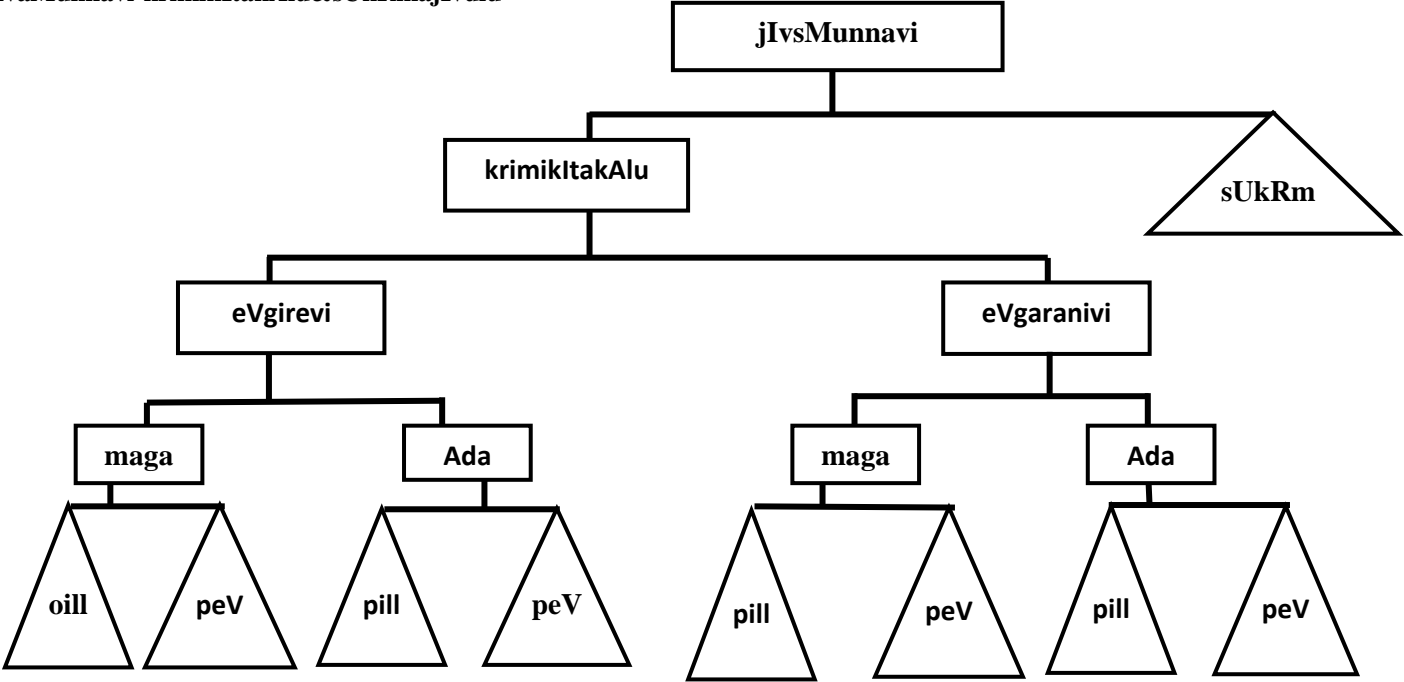 jIvsMunnavi
krimikItakAlu
sUkRm
eVgirevi
eVgaranivi
maga
Ada
maga
Ada
oill
peV
pill
peV
pill
peV
pill
peV